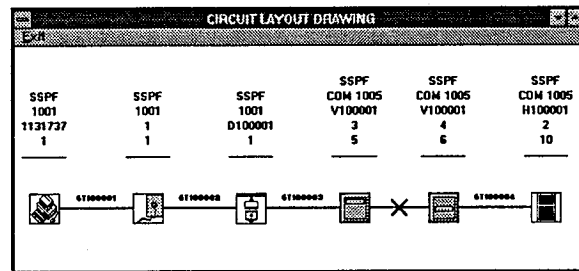 CIRCUIT LAYOUT DRAWING
Exit
SSPF
1001
1131737
1
SSPF
1001
1
1
SSPF
1001
D100001
1
SSPF
COM 1005
V100001
3
5
SSPF
COM 1005
V100001
4
6
SSPF
COM 1005
H100001
2
10
6T100001
6T100002
6T100003
6T100004